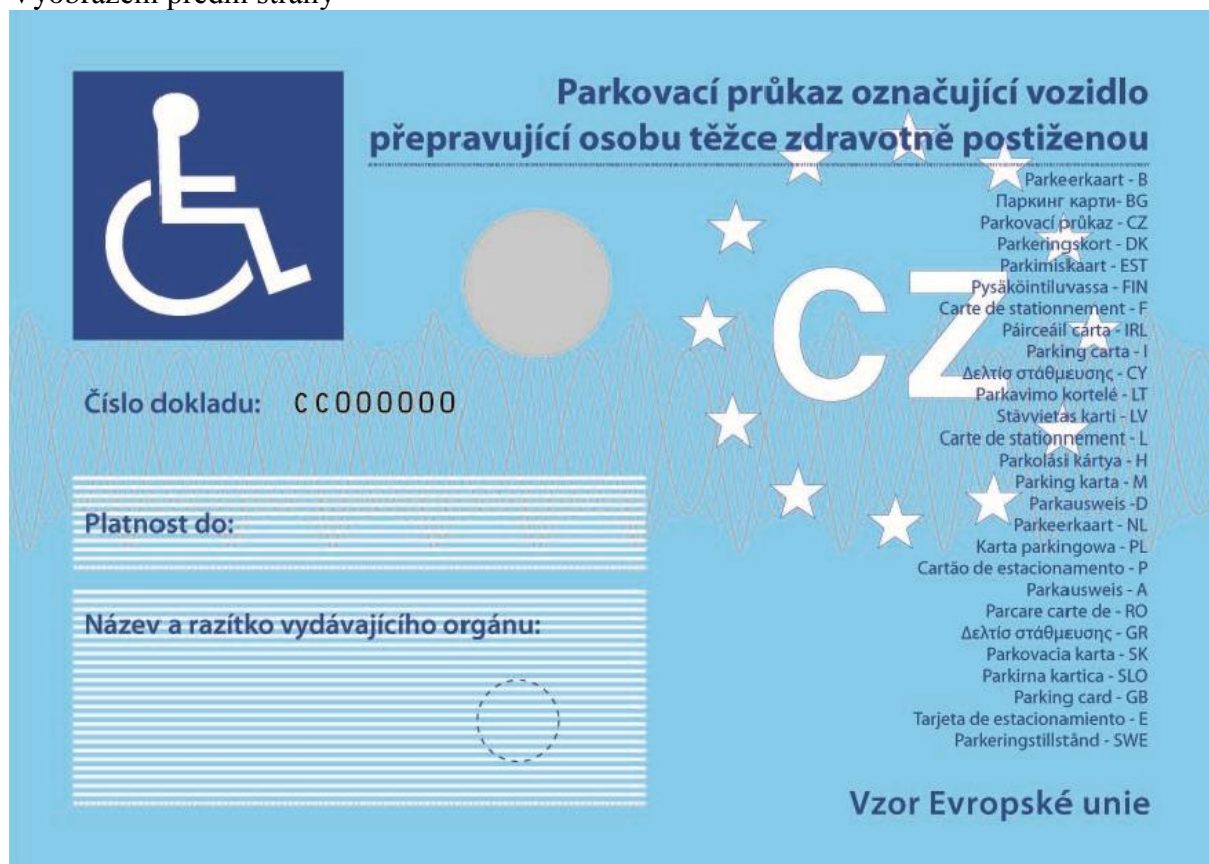 Vyobrazení přední strany
Parkovací průkaz označující vozidlo
přepravující osobu těžce zdravotně postiženou
Parkeerkaart - B
Паркинг карти- BG
Parkovací průkaz - CZ
Parkeringskort - DK
Parkimiskaart - EST
Pysäköintiluvassa - FIN
Carte de stationnement - F
Páirceáil cárta - IRL
Parking carta - I
Δελτίο στάθμευσης - CY
Parkavimo kortelé - LT
Stāvvietas karti - LV
Carte de stationnement - L
Parkolási kártya - H
Parking karta - M
Parkausweis -D
Parkeerkaart - NL
Karta parkingowa - PL
Cartão de estacionamento - P
Parkausweis - A
Parcare carte de - RO
Δελτίο στάθμευσης - GR
Parkovacia karta - SK
Parkirna kartica - SLO
Parking card - GB
Tarjeta de estacionamiento - E
Parkeringstillstånd - SWE
CZ
Číslo dokladu: CC000000
Platnost do:
Název a razítko vydávajícího orgánu:
Vzor Evropské unie